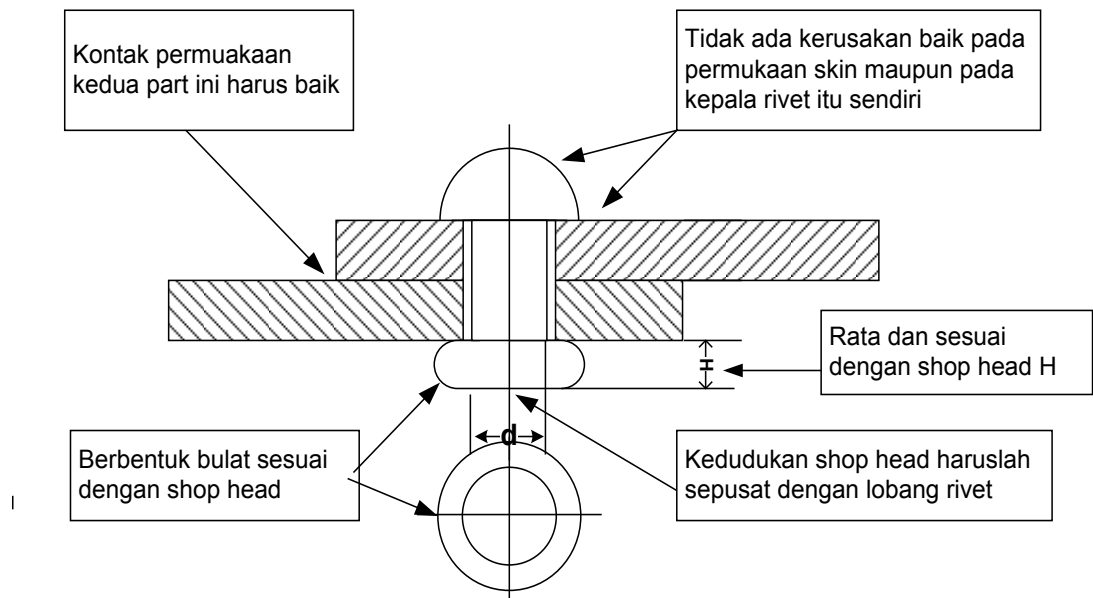 Kontak permuakaan
kedua part ini harus baik
Tidak ada kerusakan baik pada
permukaan skin maupun pada
kepala rivet itu sendiri
Rata dan sesuai
dengan shop head H
H
d
Berbentuk bulat sesuai
dengan shop head
Kedudukan shop head haruslah
sepusat dengan lobang rivet